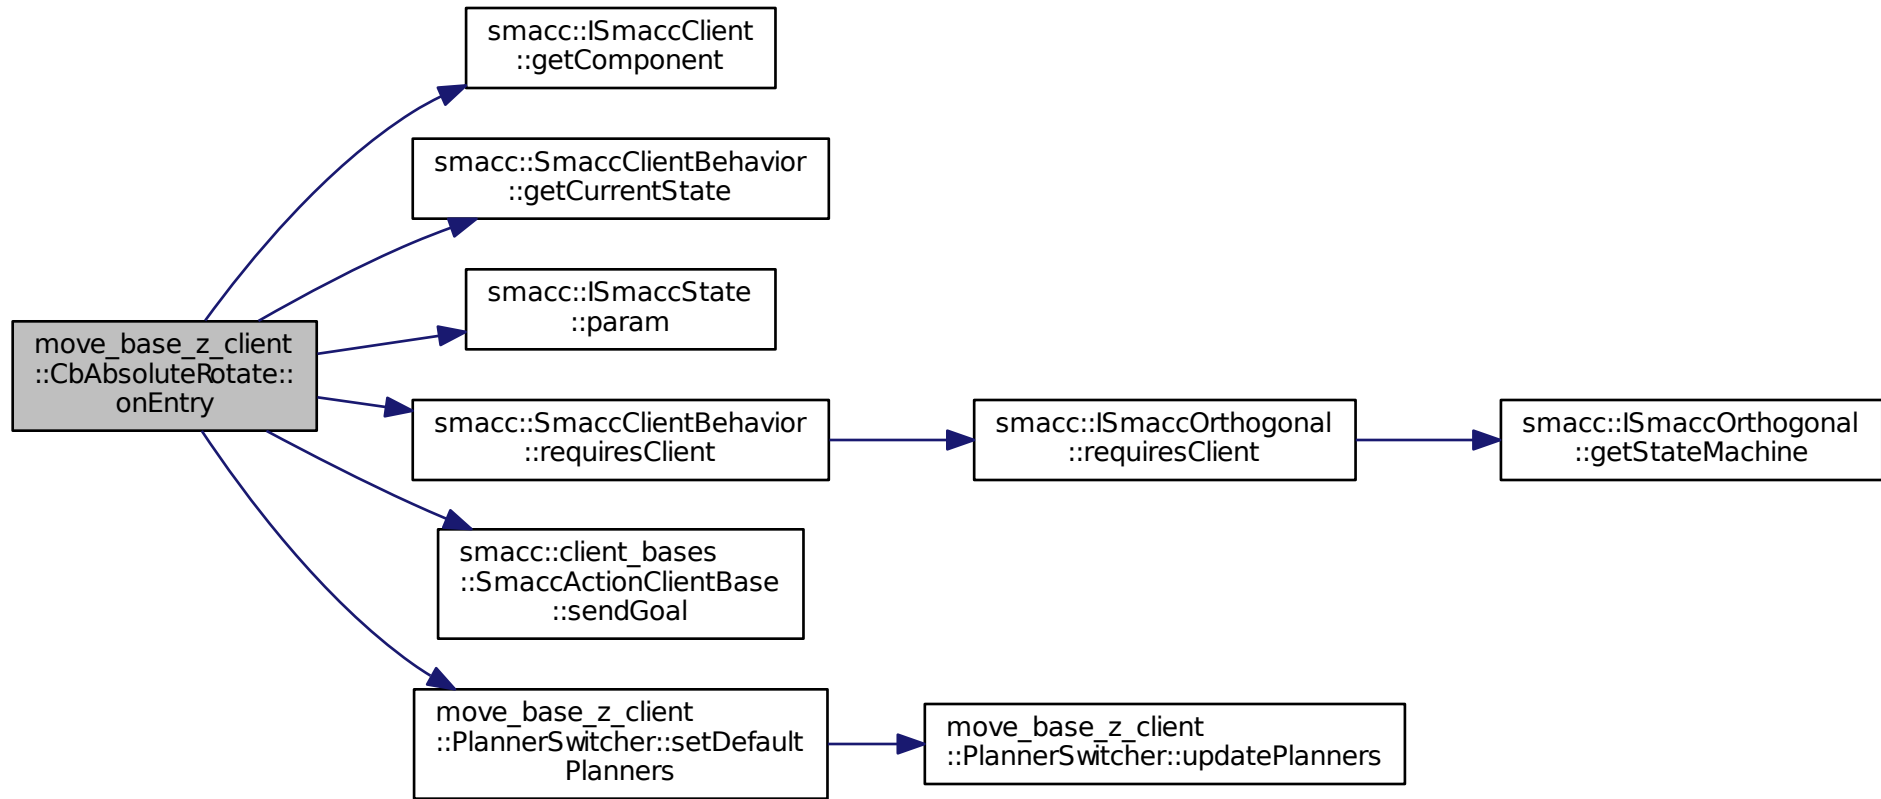 smacc::ISmaccClient
::getComponent
smacc::SmaccClientBehavior
::getCurrentState
smacc::ISmaccState
::param
move_base_z_client
::CbAbsoluteRotate::
onEntry
smacc::SmaccClientBehavior
::requiresClient
smacc::ISmaccOrthogonal
::requiresClient
smacc::ISmaccOrthogonal
::getStateMachine
smacc::client_bases
::SmaccActionClientBase
::sendGoal
move_base_z_client
::PlannerSwitcher::setDefault
Planners
move_base_z_client
::PlannerSwitcher::updatePlanners